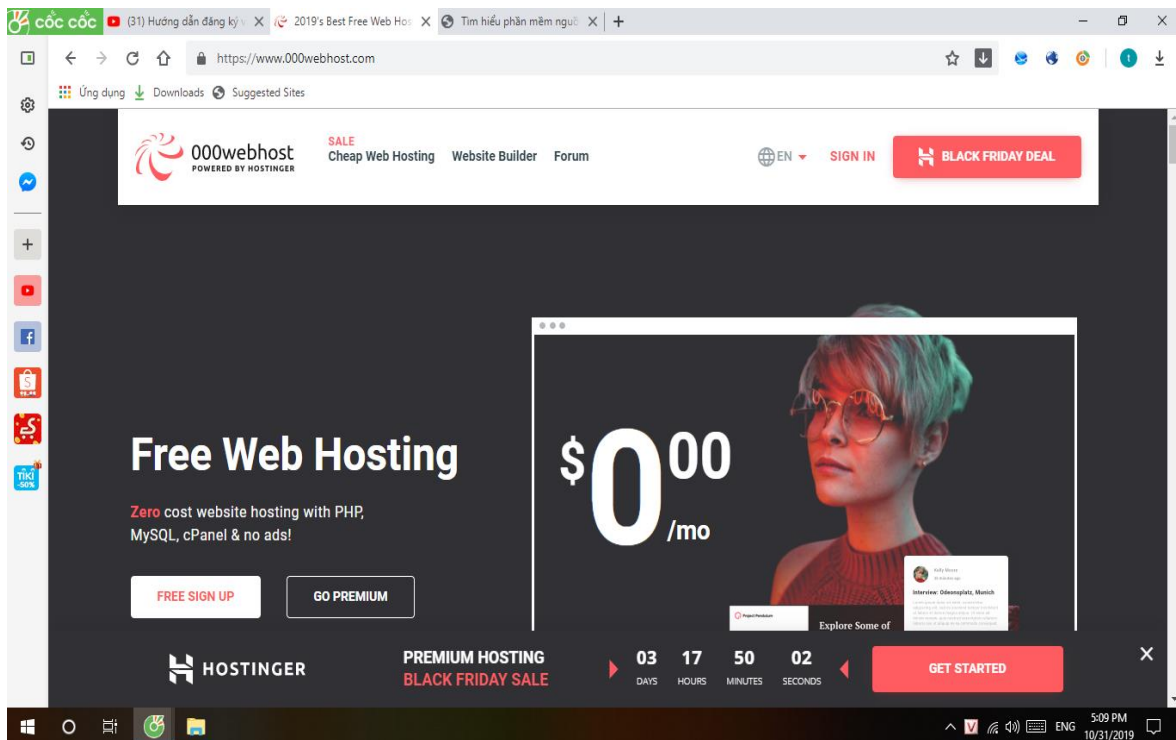 cốc cốc
(31) Hướng dẫn đăng ký v
2019's Best Free Web Hos
Tìm hiểu phần mềm nguồ
https://www.000webhost.com
Ứng dụng
Downloads
Suggested Sites
000webhost
POWERED BY HOSTINGER
SALE
Cheap Web Hosting
Website Builder
Forum
EN
SIGN IN
BLACK FRIDAY DEAL
Free Web Hosting
Zero cost website hosting with PHP,
MySQL, cPanel & no ads!
FREE SIGN UP
GO PREMIUM
$0.00
/mo
Interview: Odeonsplatz, Munich
Explore Some of
HOSTINGER
PREMIUM HOSTING
BLACK FRIDAY SALE
03 17 50 02
DAYS HOURS MINUTES SECONDS
GET STARTED
TIKI
-50%
ENG
5:09 PM
10/31/2019